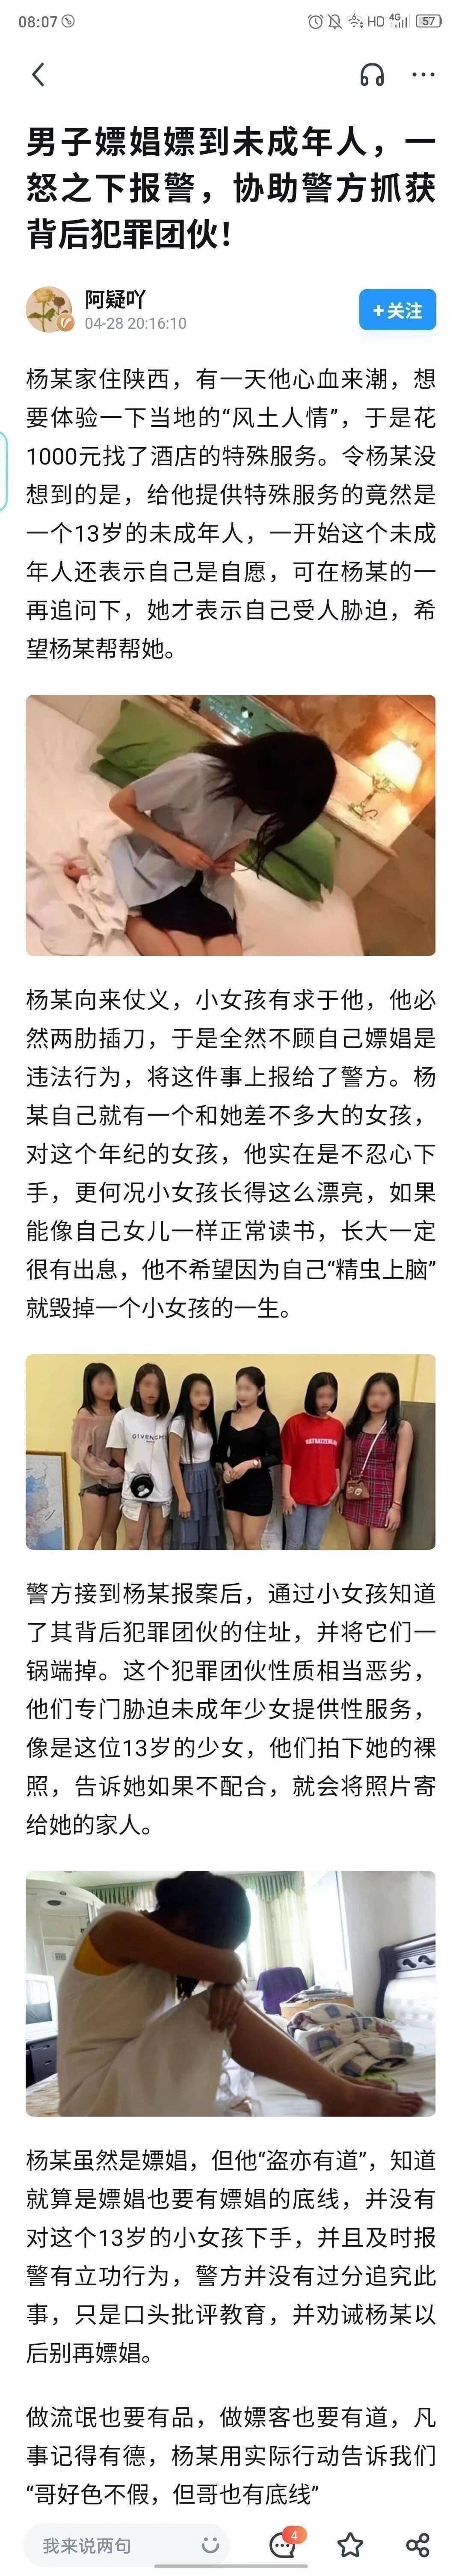 08:07
HD 4G 57
男子嫖娼嫖到未成年人，一
怒之下报警，协助警方抓获
背后犯罪团伙！
阿疑吖
04-28 20:16:10
+关注
杨某家住陕西，有一天他心血来潮，想
要体验一下当地的“风土人情”，于是花
1000元找了酒店的特殊服务。令杨某没
想到的是，给他提供特殊服务的竟然是
一个13岁的未成年人，一开始这个未成
年人还表示自己是自愿，可在杨某的一
再追问下，她才表示自己受人胁迫，希
望杨某帮帮她。
杨某向来仗义，小女孩有求于他，他必
然两肋插刀，于是全然不顾自己嫖娼是
违法行为，将这件事上报给了警方。杨
某自己就有一个和她差不多大的女孩，
对这个年纪的女孩，他实在是不忍心下
手，更何况小女孩长得这么漂亮，如果
能像自己女儿一样正常读书，长大一定
很有出息，他不希望因为自己“精虫上脑”
就毁掉一个小女孩的一生。
GIVENCHY
警方接到杨某报案后，通过小女孩知道
了其背后犯罪团伙的住址，并将它们一
锅端掉。这个犯罪团伙性质相当恶劣，
他们专门胁迫未成年少女提供性服务，
像是这位13岁的少女，他们拍下她的裸
照，告诉她如果不配合，就会将照片寄
给她的家人。
杨某虽然是嫖娼，但他“盗亦有道”，知道
就算是嫖娼也要有嫖娼的底线，并没有
对这个13岁的小女孩下手，并且及时报
警有立功行为，警方并没有过分追究此
事，只是口头批评教育，并劝诫杨某以
后别再嫖娼。
做流氓也要有品，做嫖客也要有道，凡
事记得有德，杨某用实际行动告诉我们
“哥好色不假，但哥也有底线”
我来说两句
4